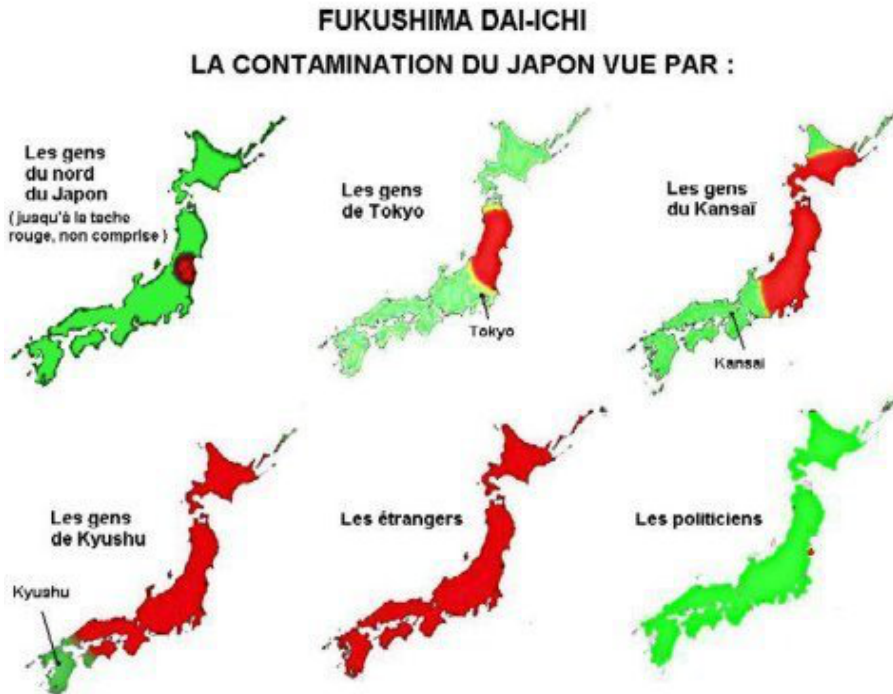 FUKUSHIMA DAI-ICHI
LA CONTAMINATION DU JAPON VUE PAR :
Les gens
du nord
du Japon
( jusqu'à la tache
rouge, non comprise )
Les gens
de Tokyo
Tokyo
Les gens
du Kansaï
Kansai
Les gens
de Kyushu
Kyushu
Les étrangers
Les politiciens